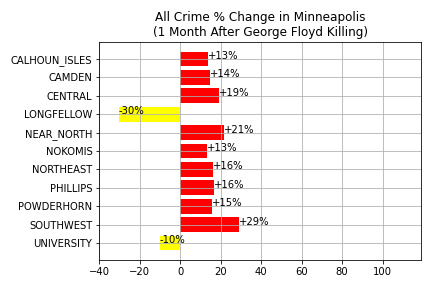 All Crime % Change in Minneapolis
(1 Month After George Floyd Killing)
CALHOUN_ISLES +13%
CAMDEN +14%
CENTRAL +19%
LONGFELLOW -30%
NEAR_NORTH +21%
NOKOMIS +13%
NORTHEAST +16%
PHILLIPS +16%
POWDERHORN +15%
SOUTHWEST +29%
UNIVERSITY -10%
−40 −20 0 20 40 60 80 100